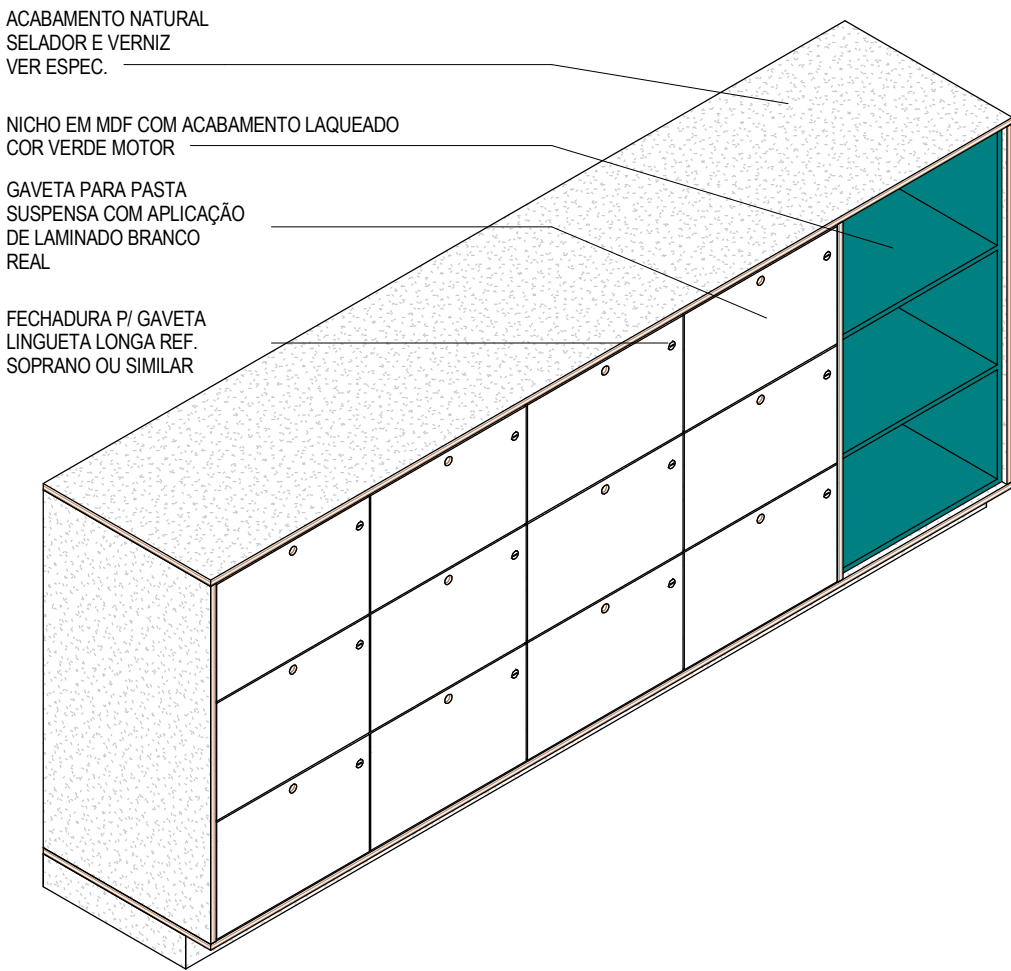 ACABAMENTO NATURAL
SELADOR E VERNIZ
VER ESPEC.
NICHO EM MDF COM ACABAMENTO LAQUEADO
COR VERDE MOTOR
GAVETA PARA PASTA
SUSPENSA COM APLICAÇÃO
DE LAMINADO BRANCO
REAL
FECHADURA P/ GAVETA
LINGUETA LONGA REF.
SOPRANO OU SIMILAR